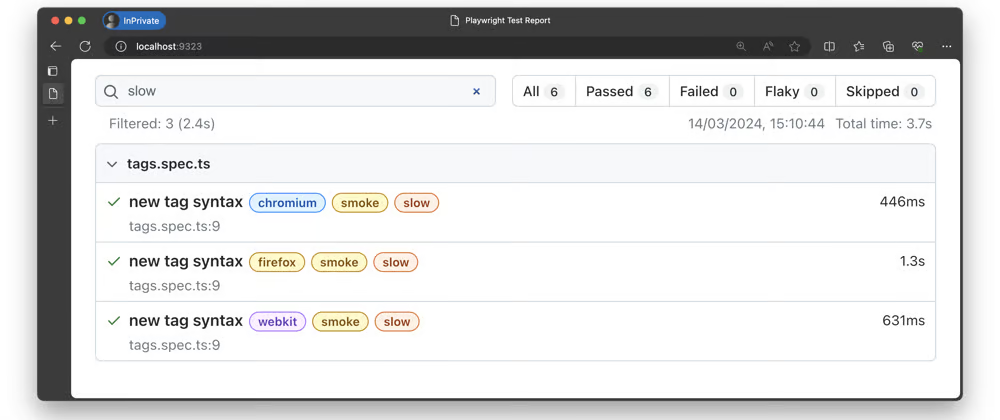 InPrivate
Playwright Test Report
localhost:9323
slow
All 6 Passed 6 Failed 0 Flaky 0 Skipped 0
Filtered: 3 (2.4s)
14/03/2024, 15:10:44 Total time: 3.7s
tags.spec.ts
new tag syntax chromium smoke slow 446ms
tags.spec.ts:9
new tag syntax firefox smoke slow 1.3s
tags.spec.ts:9
new tag syntax webkit smoke slow 631ms
tags.spec.ts:9